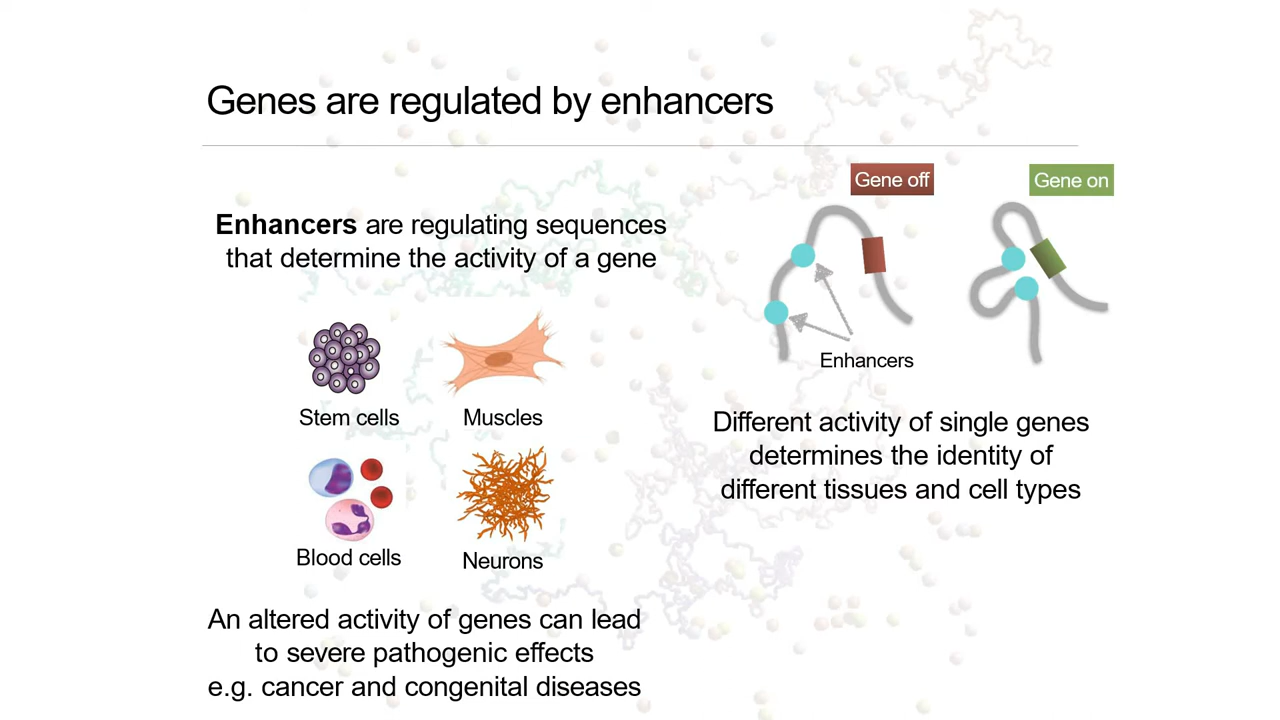 Genes are regulated by enhancers
Enhancers are regulating sequences
that determine the activity of a gene
Stem cells
Muscles
Blood cells
Neurons
An altered activity of genes can lead
to severe pathogenic effects
e.g. cancer and congenital diseases
Gene off
Gene on
Enhancers
Different activity of single genes
determines the identity of
different tissues and cell types